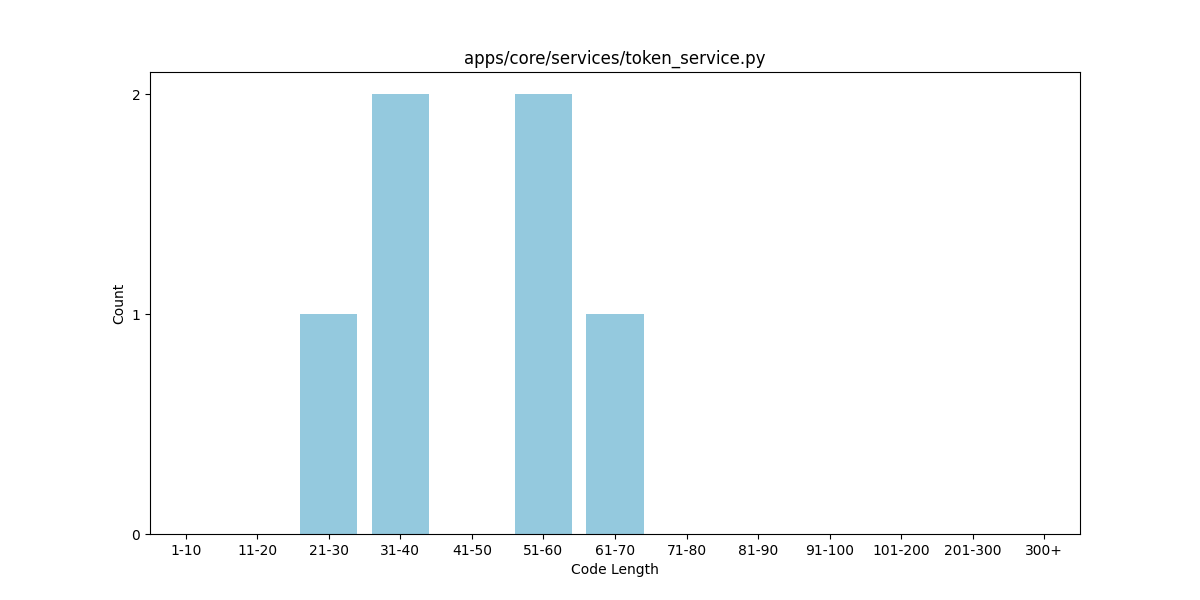 apps/core/services/token_service.py
Count
2
1
0
1-10 11-20 21-30 31-40 41-50 51-60 61-70 71-80 81-90 91-100 101-200 201-300 300+
Code Length